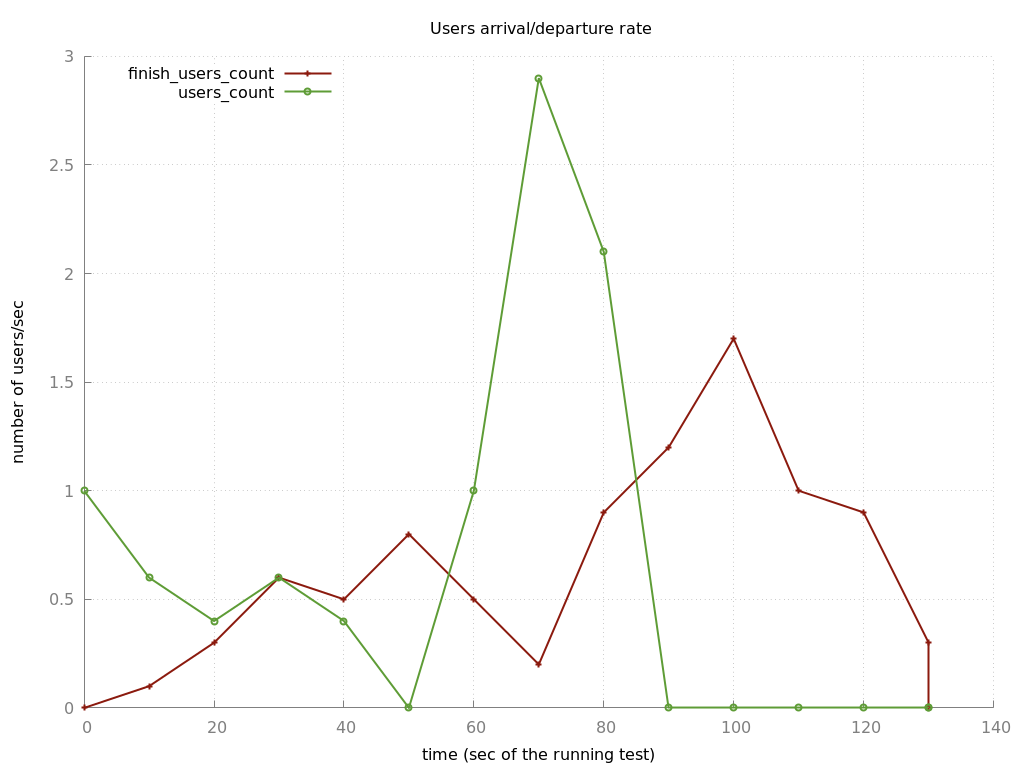 Users arrival/departure rate
finish_users_count
users_count
3
2.5
2
1.5
1
0.5
0
number of users/sec
0 20 40 60 80 100 120 140
time (sec of the running test)